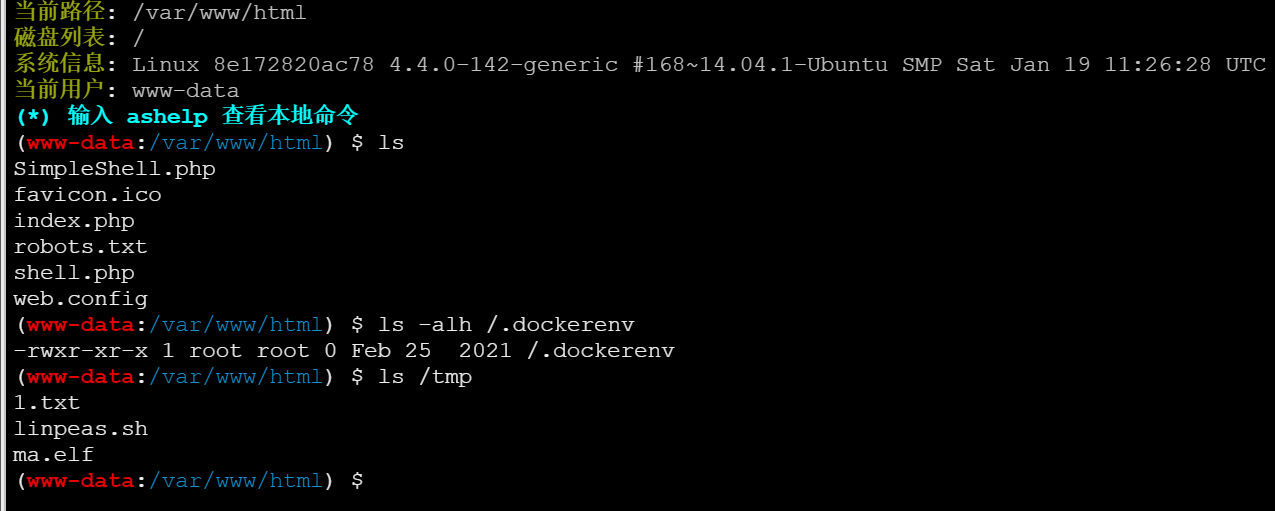 当前路径: /var/www/html
磁盘列表: /
系统信息: Linux 8e172820ac78 4.4.0-142-generic #168~14.04.1-Ubuntu SMP Sat Jan 19 11:26:28 UTC
当前用户: www-data
(*) 输入 ashelp 查看本地命令
(www-data:/var/www/html) $ ls
SimpleShell.php
favicon.ico
index.php
robots.txt
shell.php
web.config
(www-data:/var/www/html) $ ls -alh /.dockerenv
-rwxr-xr-x 1 root root 0 Feb 25  2021 /.dockerenv
(www-data:/var/www/html) $ ls /tmp
1.txt
linpeas.sh
ma.elf
(www-data:/var/www/html) $